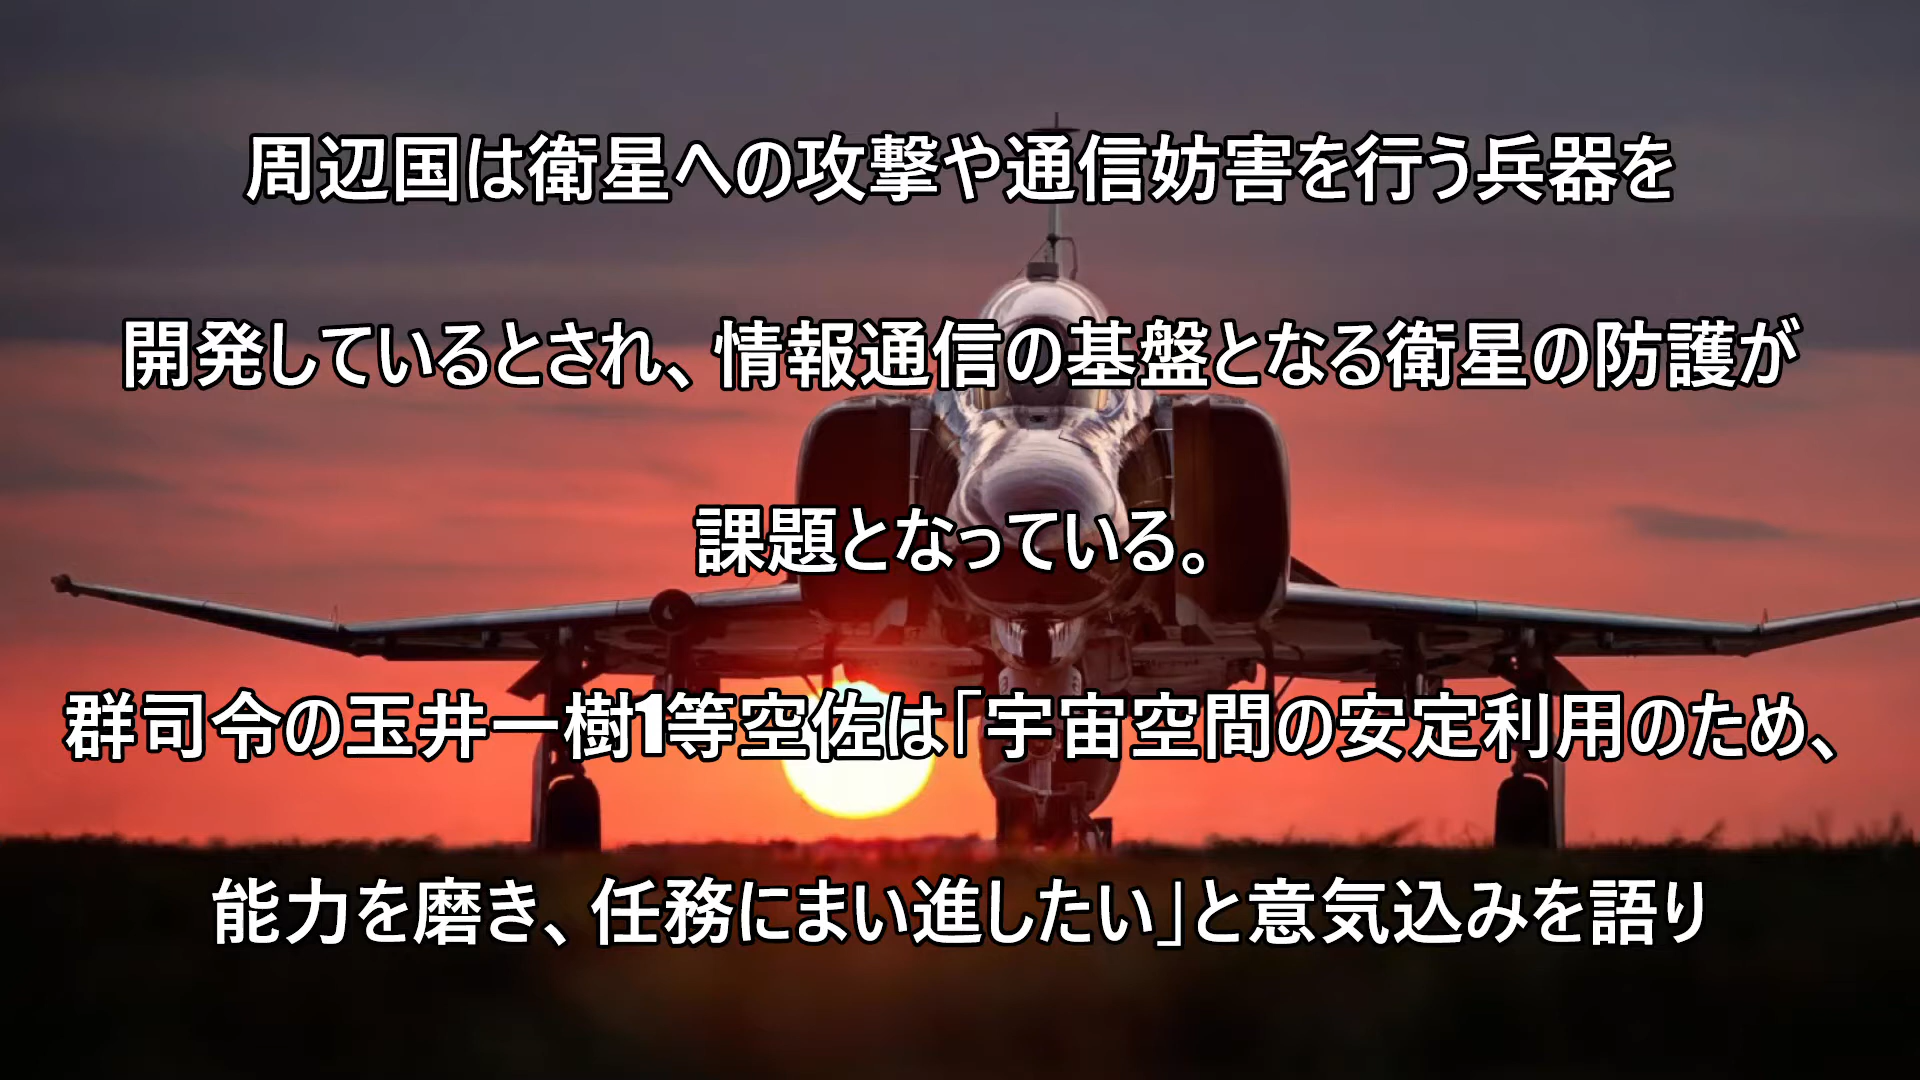 周辺国は衛星への攻撃や通信妨害を行う兵器を
開発しているとされ、情報通信の基盤となる衛星の防護が
課題となっている。
群司令の玉井一樹1等空佐は「宇宙空間の安定利用のため、
能力を磨き、任務にまい進したい」と意気込みを語り